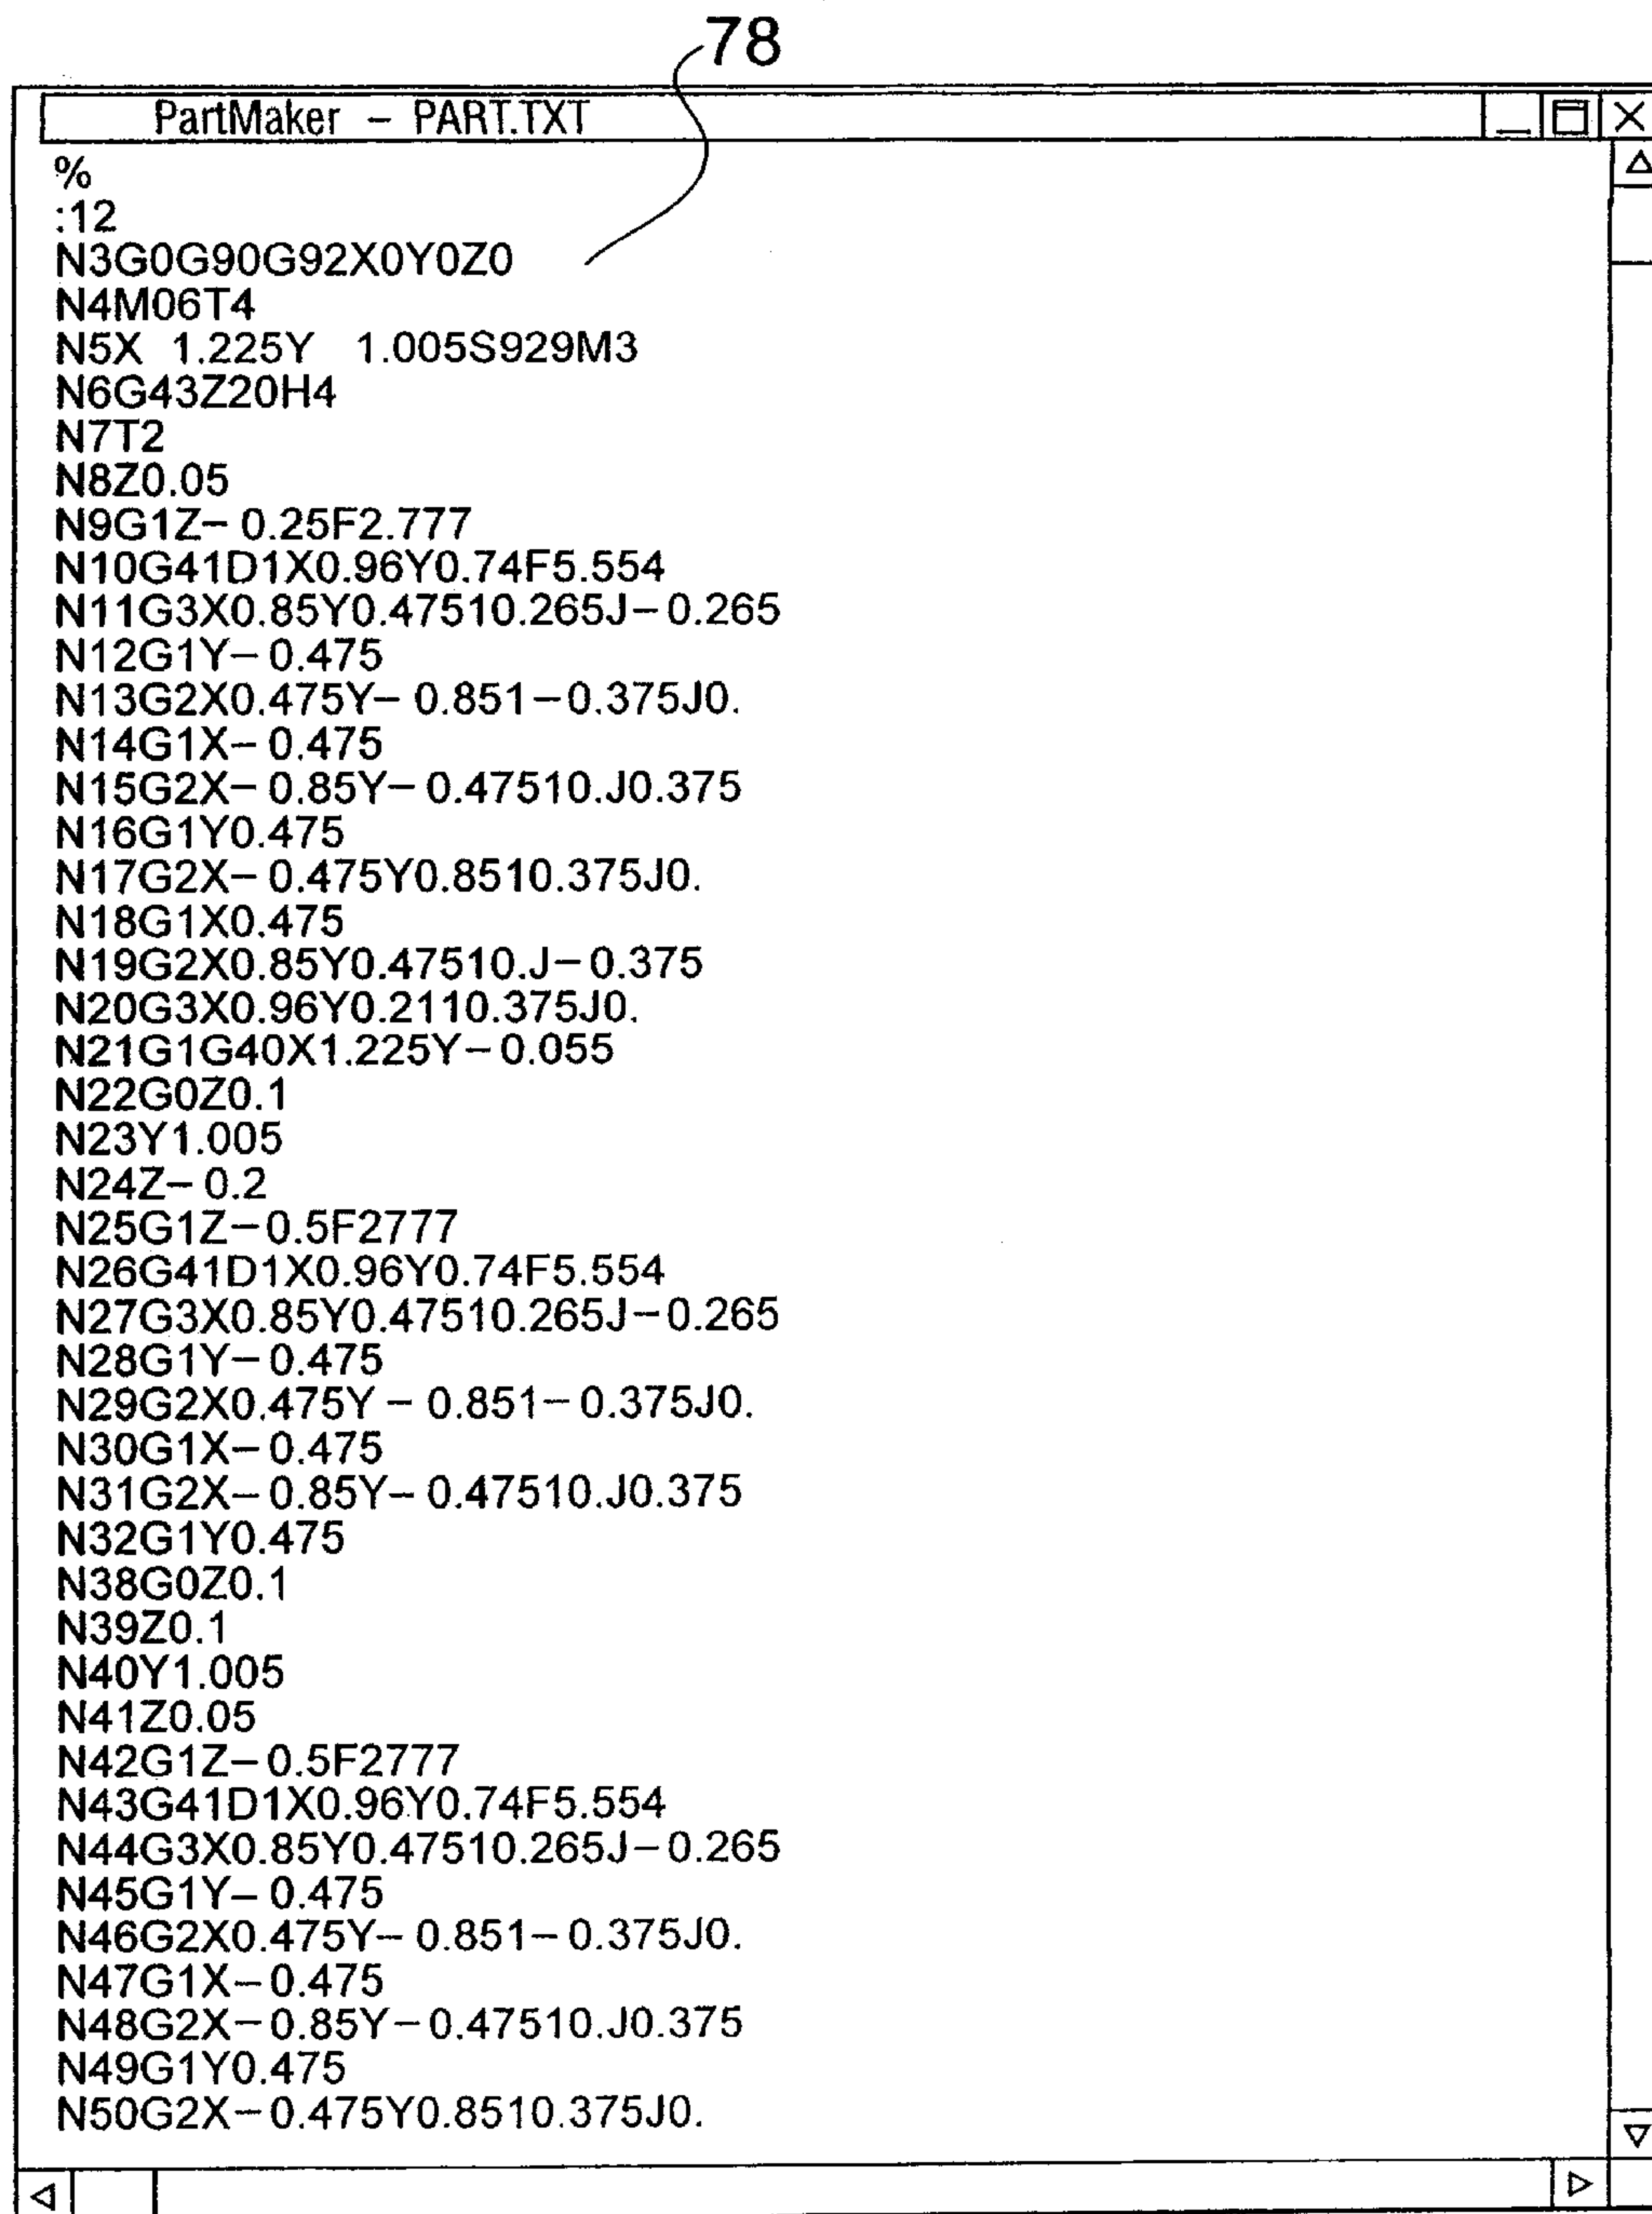 78
PartMaker – PART.TXT
%
:12
N3G0G90G92X0Y0Z0
N4M06T4
N5X 1.225Y 1.005S929M3
N6G43Z20H4
N7T2
N8Z0.05
N9G1Z– 0.25F2.777
N10G41D1X0.96Y0.74F5.554
N11G3X0.85Y0.47510.265J–0.265
N12G1Y– 0.475
N13G2X0.475Y– 0.851–0.375J0.
N14G1X– 0.475
N15G2X– 0.85Y– 0.47510.J0.375
N16G1Y0.475
N17G2X– 0.475Y0.8510.375J0.
N18G1X0.475
N19G2X0.85Y0.47510.J– 0.375
N20G3X0.96Y0.2110.375J0.
N21G1G40X1.225Y–0.055
N22G0Z0.1
N23Y1.005
N24Z– 0.2
N25G1Z–0.5F2777
N26G41D1X0.96Y0.74F5.554
N27G3X0.85Y0.47510.265J–0.265
N28G1Y– 0.475
N29G2X0.475Y – 0.851– 0.375J0.
N30G1X– 0.475
N31G2X–0.85Y– 0.47510.J0.375
N32G1Y0.475
N38G0Z0.1
N39Z0.1
N40Y1.005
N41Z0.05
N42G1Z–0.5F2777
N43G41D1X0.96Y0.74F5.554
N44G3X0.85Y0.47510.265J–0.265
N45G1Y– 0.475
N46G2X0.475Y– 0.851– 0.375J0.
N47G1X–0.475
N48G2X–0.85Y–0.47510.J0.375
N49G1Y0.475
N50G2X–0.475Y0.8510.375J0.